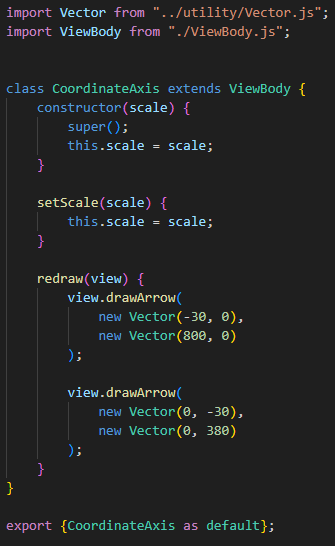 import Vector from "../utility/Vector.js";
import ViewBody from "./ViewBody.js";
class CoordinateAxis extends ViewBody {
    constructor(scale) {
        super();
        this.scale = scale;
    }
    setScale(scale) {
        this.scale = scale;
    }
    redraw(view) {
        view.drawArrow(
            new Vector(-30, 0),
            new Vector(800, 0)
        );
        view.drawArrow(
            new Vector(0, -30),
            new Vector(0, 380)
        );
    }
}
export {CoordinateAxis as default};